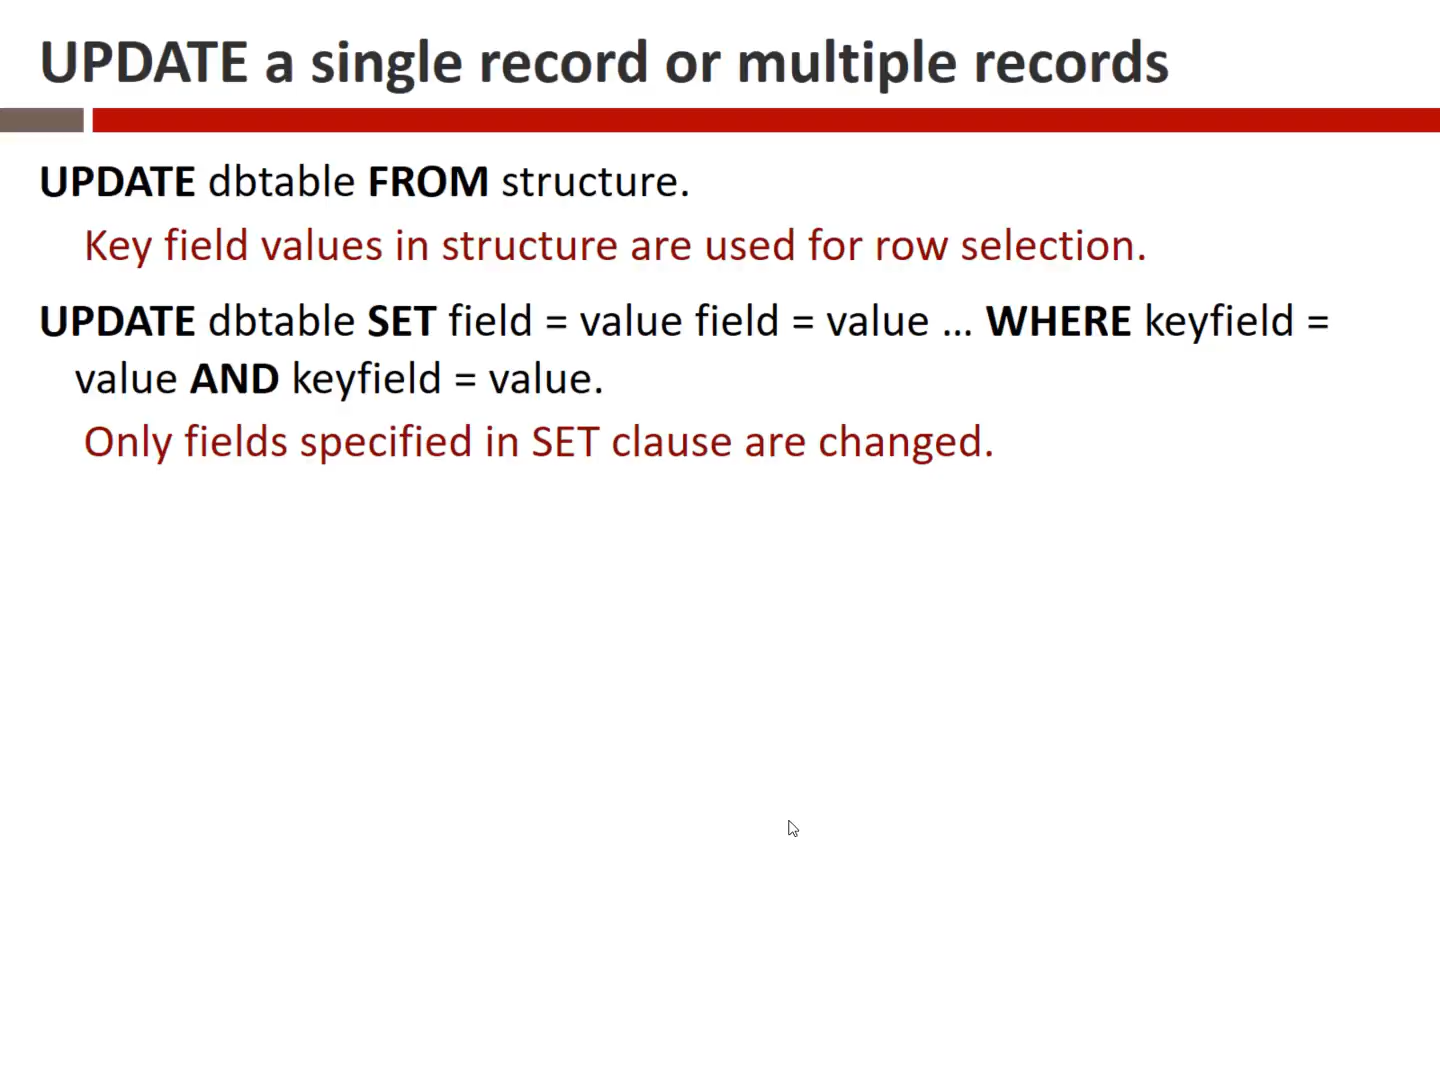 UPDATE a single record or multiple records
UPDATE dbtable FROM structure.
Key field values in structure are used for row selection.
UPDATE dbtable SET field = value field = value ... WHERE keyfield =
value AND keyfield = value.
Only fields specified in SET clause are changed.